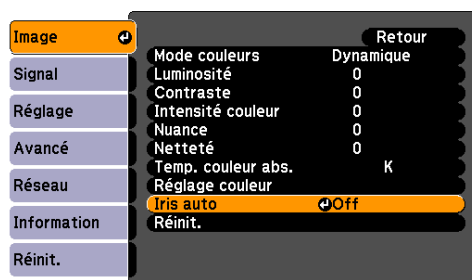 Image
Signal
Réglage
Avancé
Réseau
Information
Réinit.
Retour
Mode couleurs Dynamique
Luminosité 0
Contraste 0
Intensité couleur 0
Nuance 0
Netteté 0
Temp. couleur abs. K
Réglage couleur
Iris auto Off
Réinit.